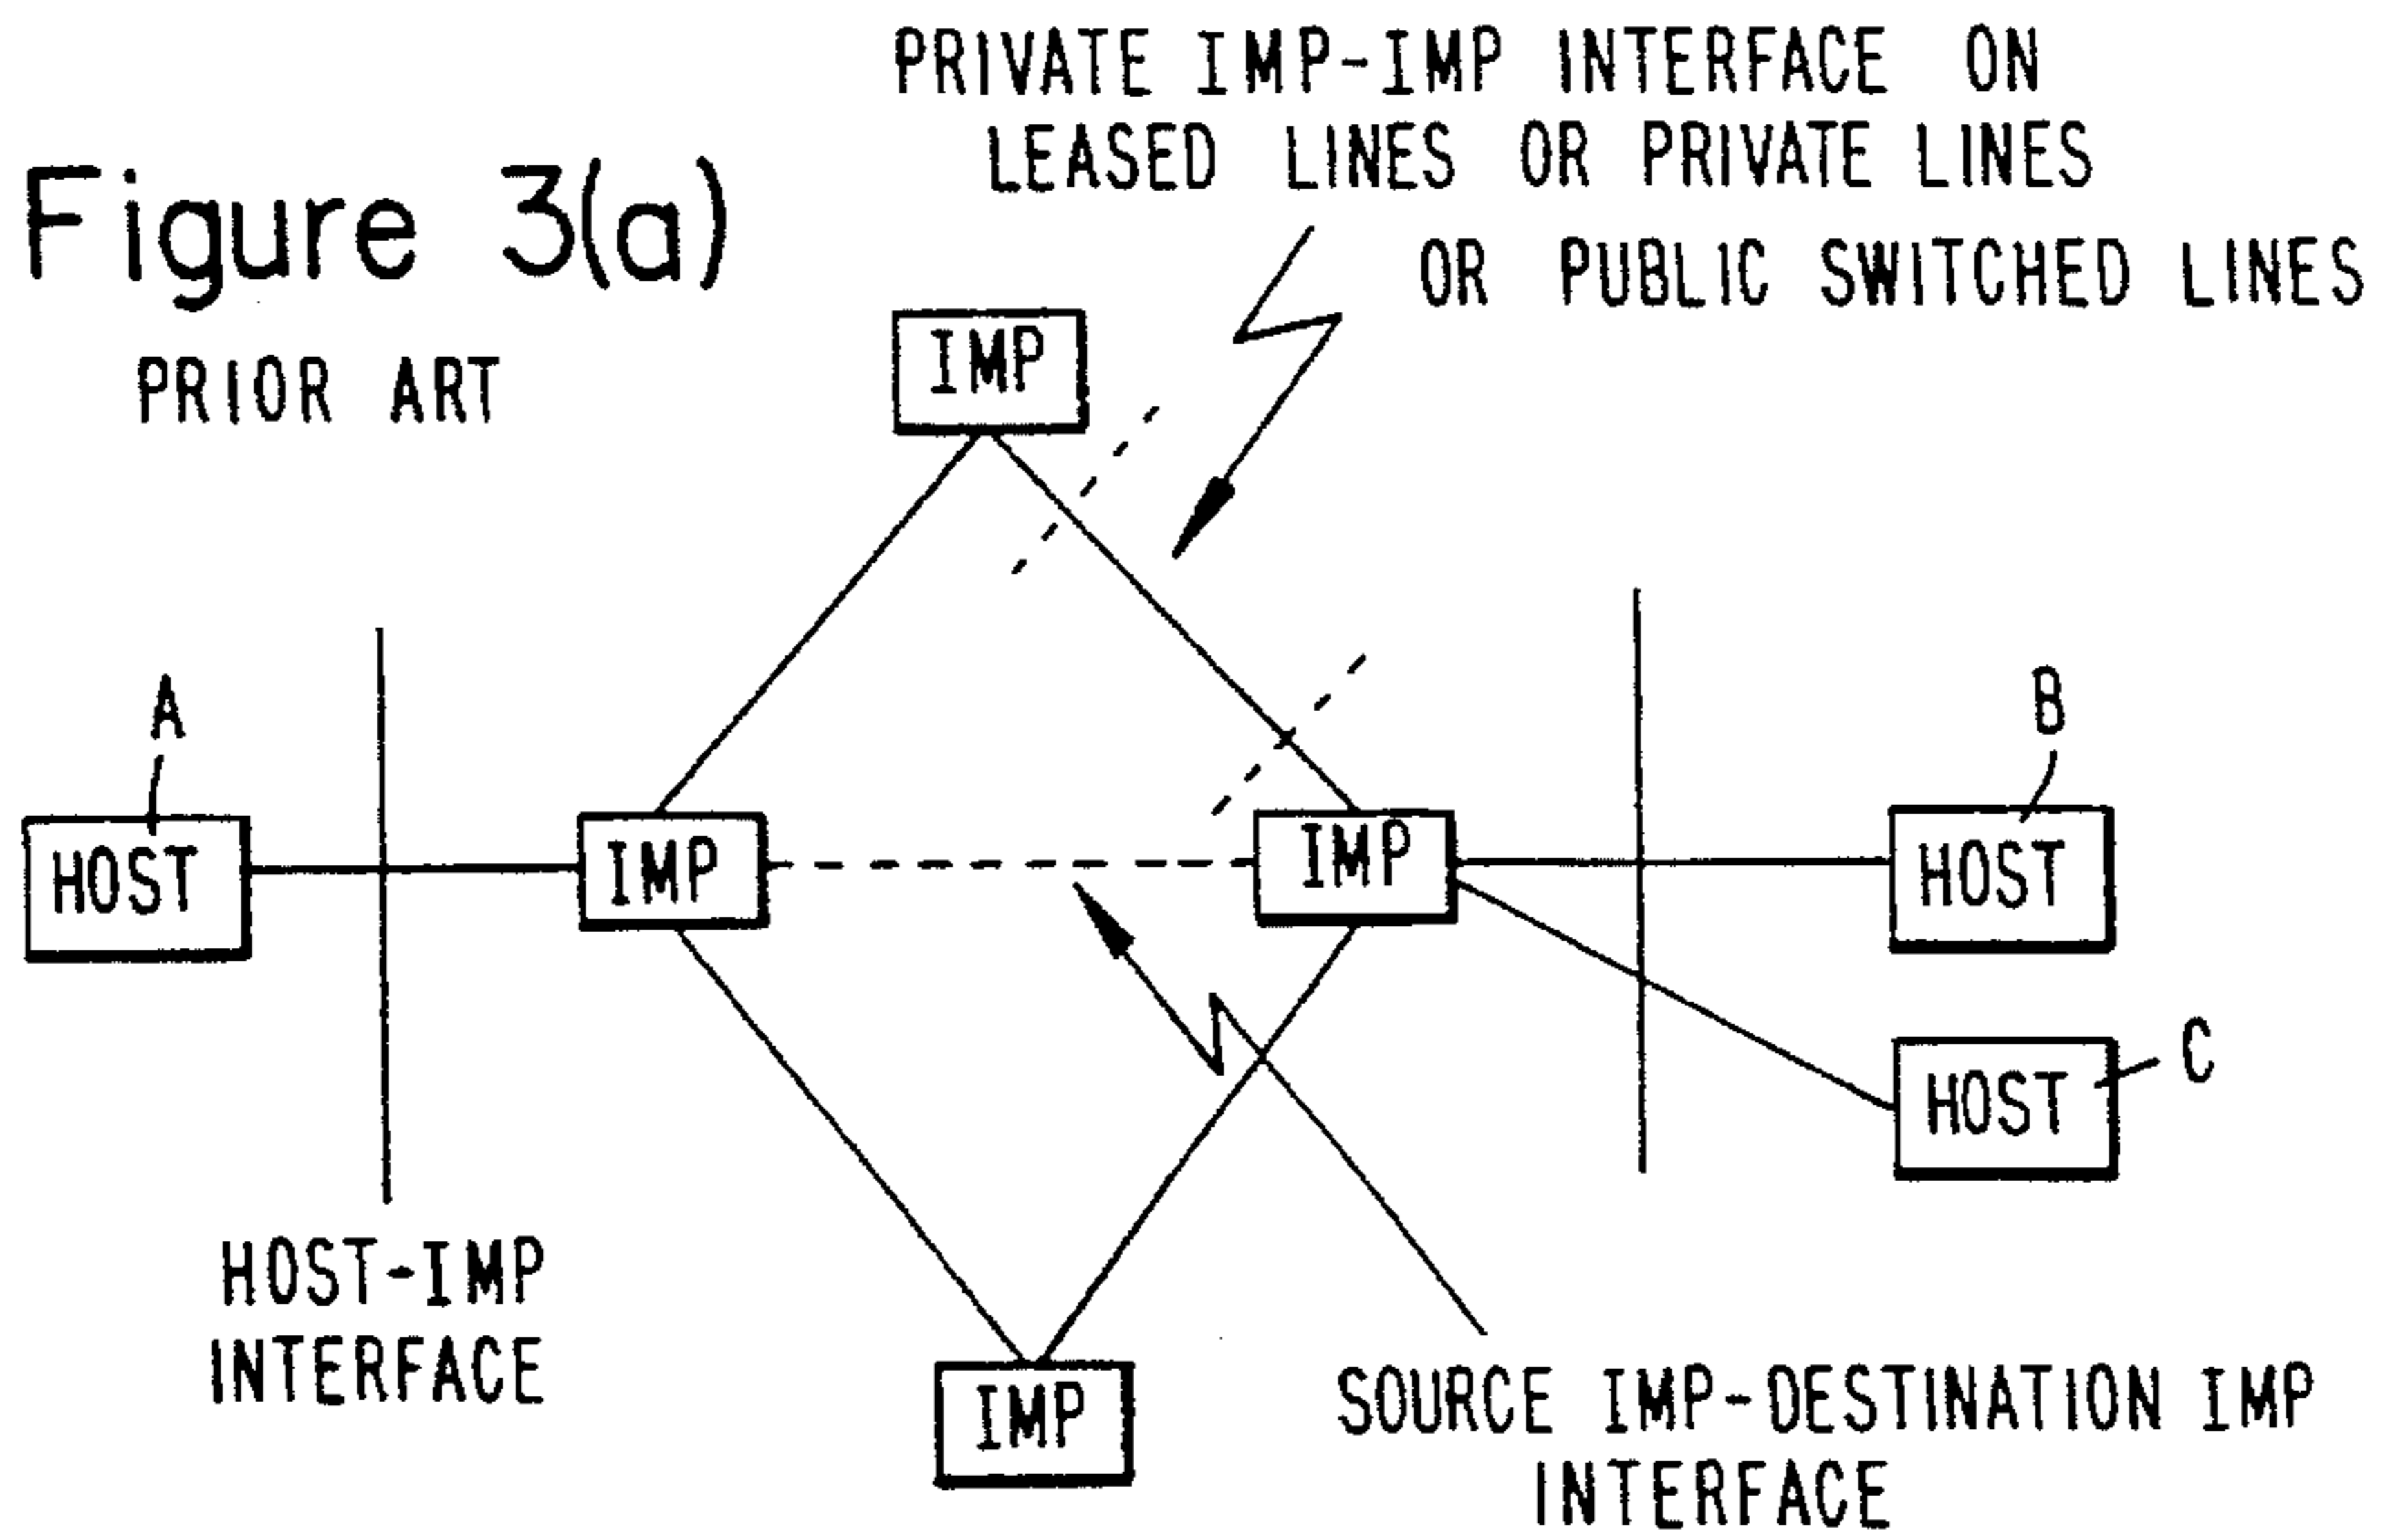 PRIVATE IMP-IMP INTERFACE ON
LEASED LINES OR PRIVATE LINES
OR PUBLIC SWITCHED LINES
Figure 3(a)
PRIOR ART
IMP
A
B
HOST
IMP
IMP
HOST
HOST
C
HOST-IMP
INTERFACE
IMP
SOURCE IMP-DESTINATION IMP
INTERFACE